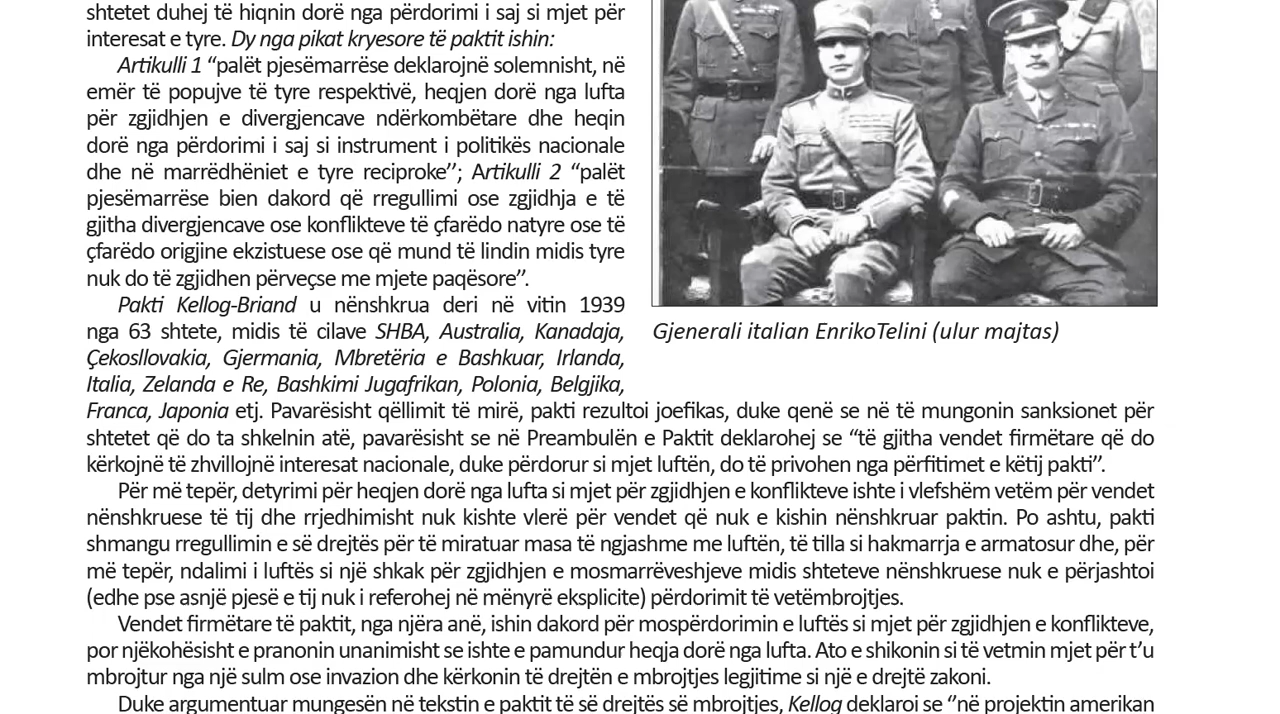 shtetet duhej të hiqnin dorë nga përdorimi i saj si mjet për
interesat e tyre. Dy nga pikat kryesore të paktit ishin:
Artikulli 1 “palët pjesëmarrëse deklarojnë solemnisht, në
emër të popujve të tyre respektivë, heqjen dorë nga lufta
për zgjidhjen e divergjencave ndërkombëtare dhe heqin
dorë nga përdorimi i saj si instrument i politikës nacionale
dhe në marrëdhëniet e tyre reciproke”; Artikulli 2 “palët
pjesëmarrëse bien dakord që rregullimi ose zgjidhja e të
gjitha divergjencave ose konflikteve të çfarëdo natyre ose të
çfarëdo origjine ekzistuese ose që mund të lindin midis tyre
nuk do të zgjidhen përveçse me mjete paqësore”.
Pakti Kellog-Briand u nënshkrua deri në vitin 1939
nga 63 shtete, midis të cilave SHBA, Australia, Kanadaja,
Çekosllovakia, Gjermania, Mbretëria e Bashkuar, Irlanda,
Italia, Zelanda e Re, Bashkimi Jugafrikan, Polonia, Belgjika,
Franca, Japonia etj. Pavarësisht qëllimit të mirë, pakti rezultoi joefikas, duke qenë se në të mungonin sanksionet për
shtetet që do ta shkelnin atë, pavarësisht se në Preambulën e Paktit deklarohej se “të gjitha vendet firmëtare që do
kërkojnë të zhvillojnë interesat nacionale, duke përdorur si mjet luftën, do të privohen nga përfitimet e këtij pakti”.
Për më tepër, detyrimi për heqjen dorë nga lufta si mjet për zgjidhjen e konflikteve ishte i vlefshëm vetëm për vendet
nënshkruese të tij dhe rrjedhimisht nuk kishte vlerë për vendet që nuk e kishin nënshkruar paktin. Po ashtu, pakti
shmangu rregullimin e së drejtës për të miratuar masa të ngjashme me luftën, të tilla si hakmarrja e armatosur dhe, për
më tepër, ndalimi i luftës si një shkak për zgjidhjen e mosmarrëveshjeve midis shteteve nënshkruese nuk e përjashtoi
(edhe pse asnjë pjesë e tij nuk i referohej në mënyrë eksplicite) përdorimit të vetëmbrojtjes.
Vendet firmëtare të paktit, nga njëra anë, ishin dakord për mospërdorimin e luftës si mjet për zgjidhjen e konflikteve,
por njëkohësisht e pranonin unanimisht se ishte e pamundur heqja dorë nga lufta. Ato e shikonin si të vetmin mjet për t’u
mbrojtur nga një sulm ose invazion dhe kërkonin të drejtën e mbrojtjes legjitime si një e drejtë zakoni.
Duke argumentuar mungesën në tekstin e paktit të së drejtës së mbrojtjes, Kellog deklaroi se “në projektin amerikan
Gjenerali italian EnrikoTelini (ulur majtas)